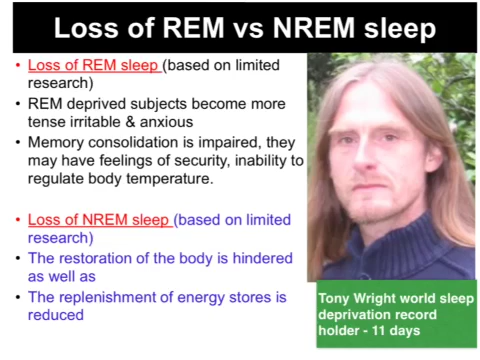 Loss of REM vs NREM sleep
• Loss of REM sleep (based on limited
research)
• REM deprived subjects become more
tense irritable & anxious
• Memory consolidation is impaired, they
may have feelings of security, inability to
regulate body temperature.
• Loss of NREM sleep (based on limited
research)
• The restoration of the body is hindered
as well as
• The replenishment of energy stores is
reduced
Tony Wright world sleep
deprivation record
holder - 11 days